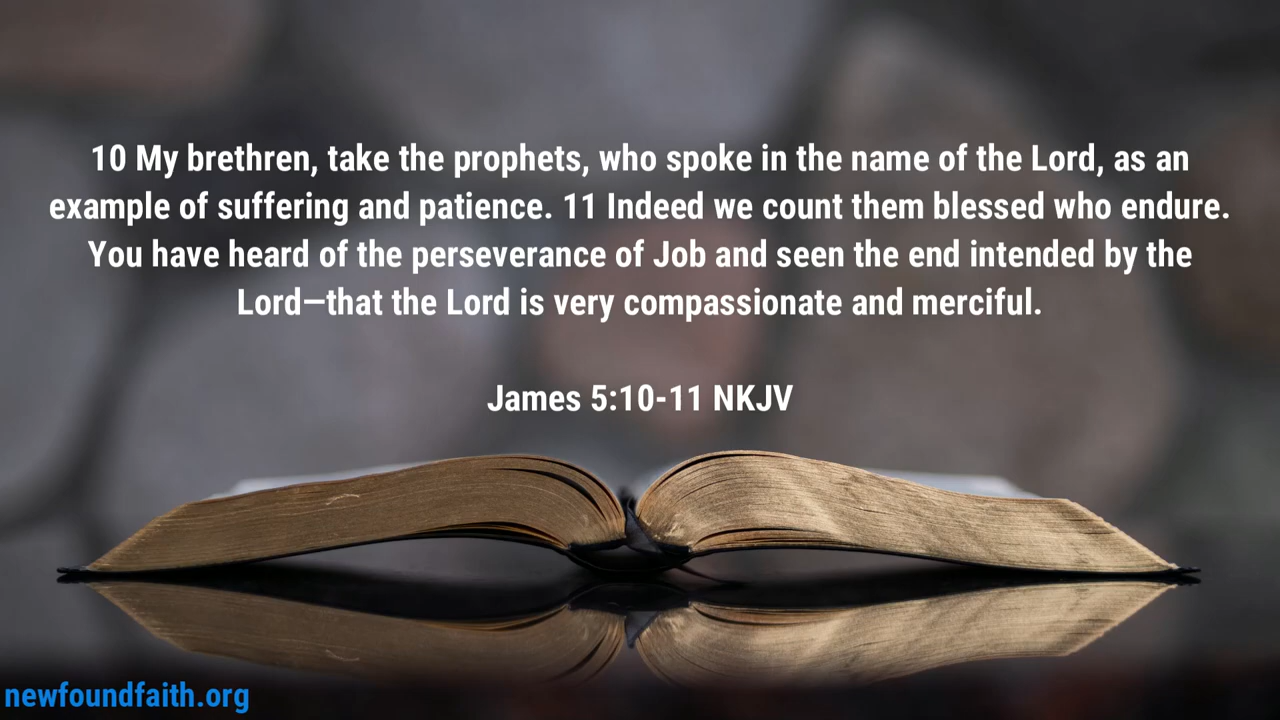 10 My brethren, take the prophets, who spoke in the name of the Lord, as an
example of suffering and patience. 11 Indeed we count them blessed who endure.
You have heard of the perseverance of Job and seen the end intended by the
Lord—that the Lord is very compassionate and merciful.
James 5:10-11 NKJV
newfoundfaith.org